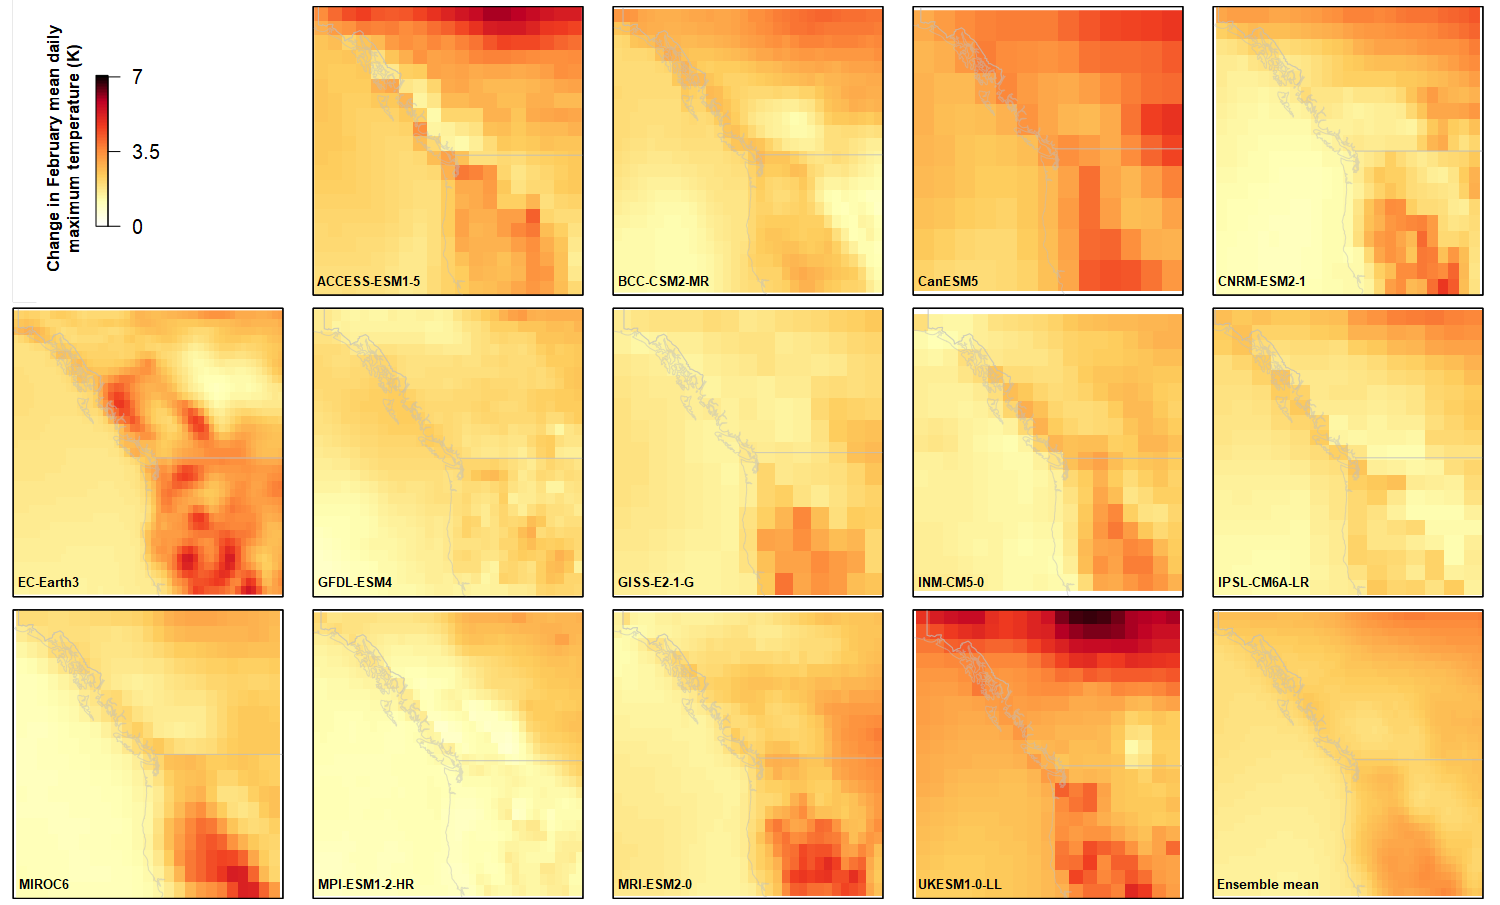 Change in February mean daily
maximum temperature (K)
7
3.5
0
ACCESS-ESM1-5
BCC-CSM2-MR
CanESM5
CNRM-ESM2-1
EC-Earth3
GFDL-ESM4
GISS-E2-1-G
INM-CM5-0
IPSL-CM6A-LR
MIROC6
MPI-ESM1-2-HR
MRI-ESM2-0
UKESM1-0-LL
Ensemble mean